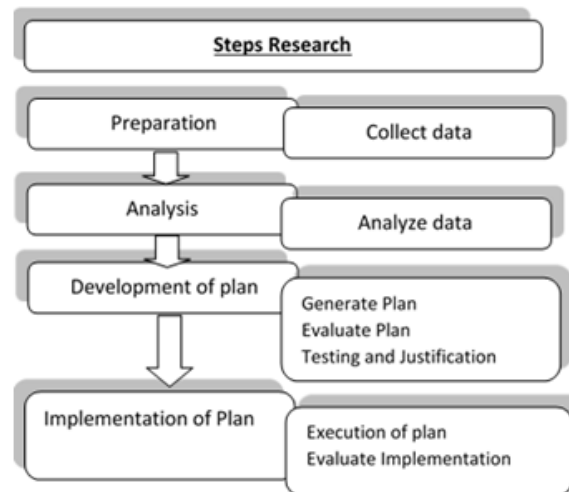 Steps Research
Preparation
Collect data
Analysis
Analyze data
Development of plan
Generate Plan
Evaluate Plan
Testing and Justification
Implementation of Plan
Execution of plan
Evaluate Implementation